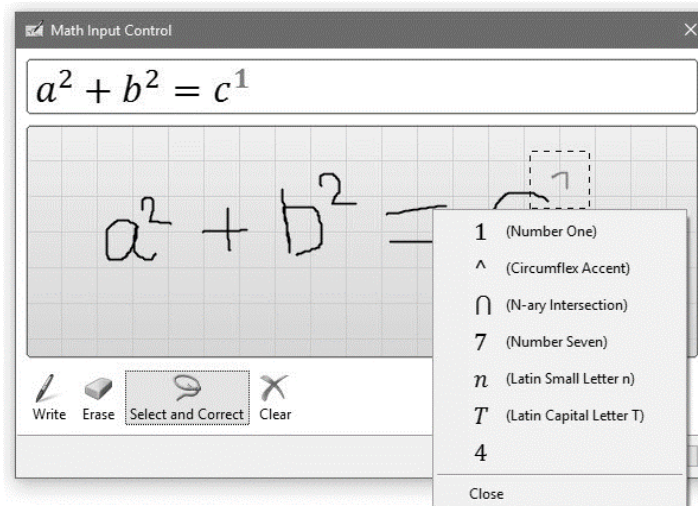 Math Input Control
a² + b² = c¹
a² + b² =
1 (Number One)
^ (Circumflex Accent)
∩ (N-ary Intersection)
7 (Number Seven)
n (Latin Small Letter n)
T (Latin Capital Letter T)
4
Write Erase Select and Correct Clear
Close